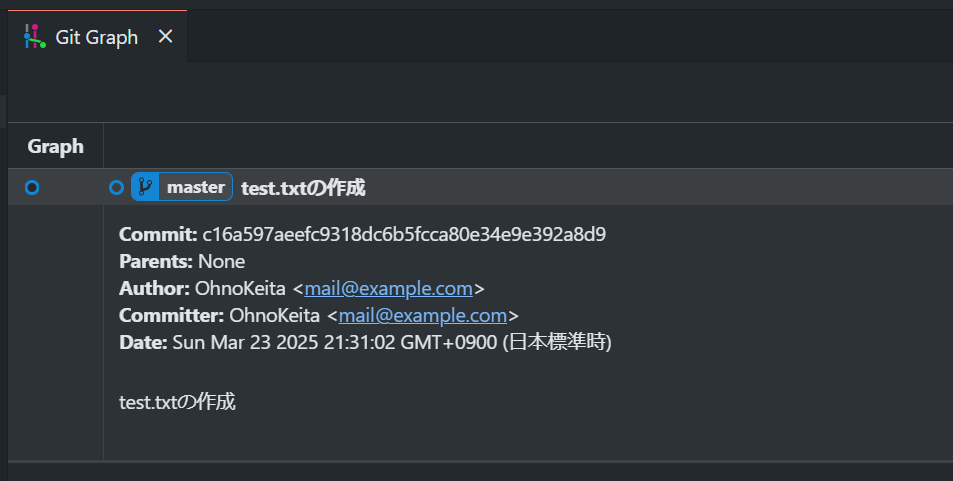 Git Graph
Graph
master test.txtの作成
Commit: c16a597aeefc9318dc6b5fcca80e34e9e392a8d9
Parents: None
Author: OhnoKeita <mail@example.com>
Committer: OhnoKeita <mail@example.com>
Date: Sun Mar 23 2025 21:31:02 GMT+0900 (日本標準時)
test.txtの作成